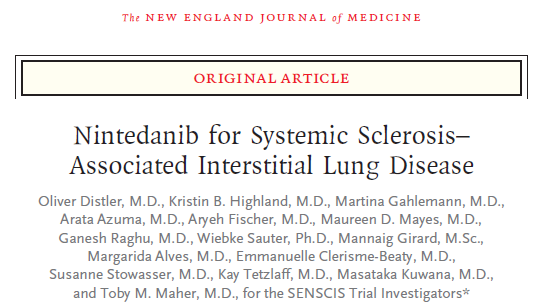 The NEW ENGLAND JOURNAL of MEDICINE
ORIGINAL ARTICLE
Nintedanib for Systemic Sclerosis–
Associated Interstitial Lung Disease
Oliver Distler, M.D., Kristin B. Highland, M.D., Martina Gahlemann, M.D.,
Arata Azuma, M.D., Aryeh Fischer, M.D., Maureen D. Mayes, M.D.,
Ganesh Raghu, M.D., Wiebke Sauter, Ph.D., Mannaig Girard, M.Sc.,
Margarida Alves, M.D., Emmanuelle Clerisme-Beaty, M.D.,
Susanne Stowasser, M.D., Kay Tetzlaff, M.D., Masataka Kuwana, M.D.,
and Toby M. Maher, M.D., for the SENSCIS Trial Investigators*